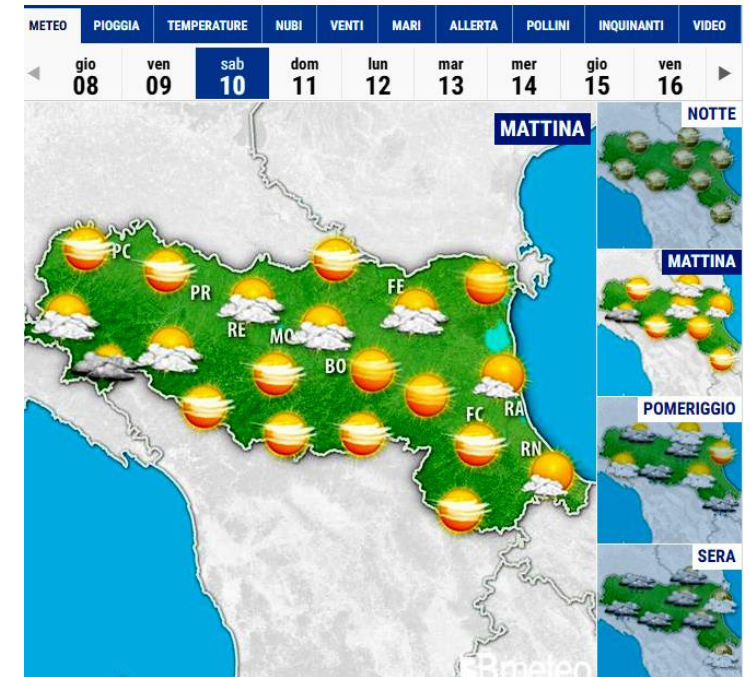 METEO PIOGGIA TEMPERATURE NUBI VENTI MARI ALLERTA POLLINI INQUINANTI VIDEO
gio ven sab dom lun mar mer gio ven
08 09 10 11 12 13 14 15 16
MATTINA
NOTTE
MATTINA
POMERIGGIO
SERA
PC
PR
FE
RE
MO
BO
RA
FC
RN
3Bmeteo